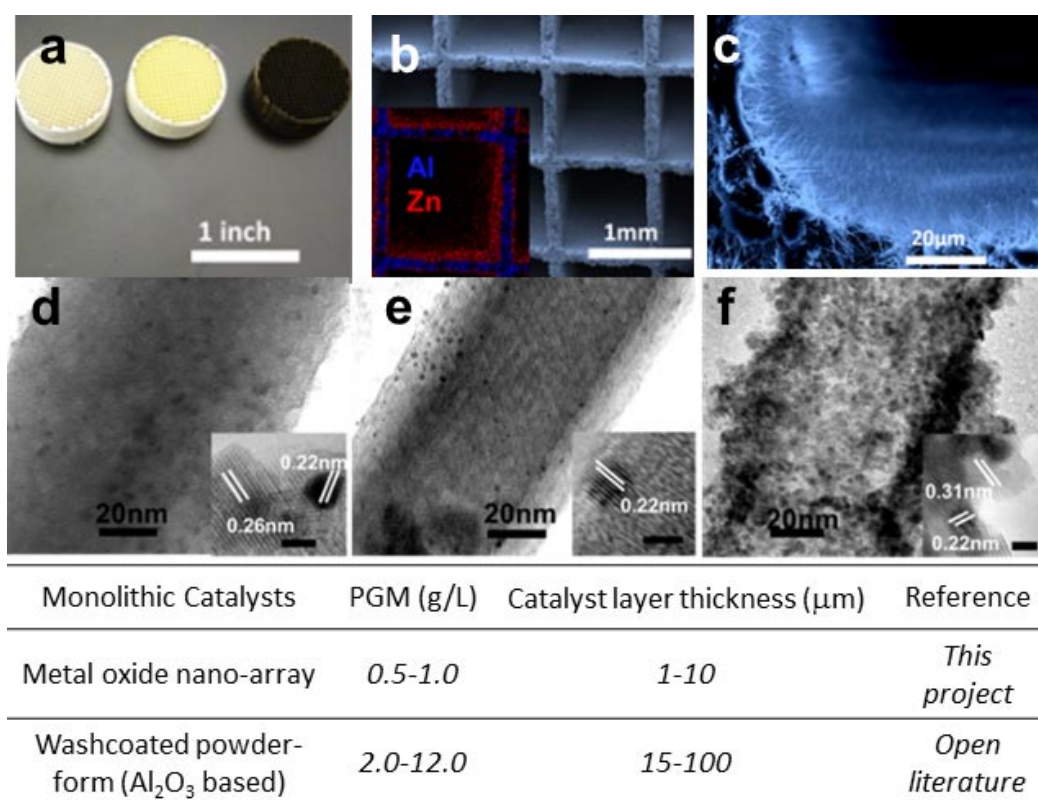 a
b
c
Al
Zn
1 inch
1mm
20μm
d
e
f
0.22nm
0.26nm
20nm
0.22nm
20nm
0.31nm
0.22nm
20nm
Monolithic Catalysts PGM (g/L) Catalyst layer thickness (μm) Reference
Metal oxide nano-array 0.5-1.0 1-10 This
project
Washcoated powder-
form (Al₂O₃ based) 2.0-12.0 15-100 Open
literature